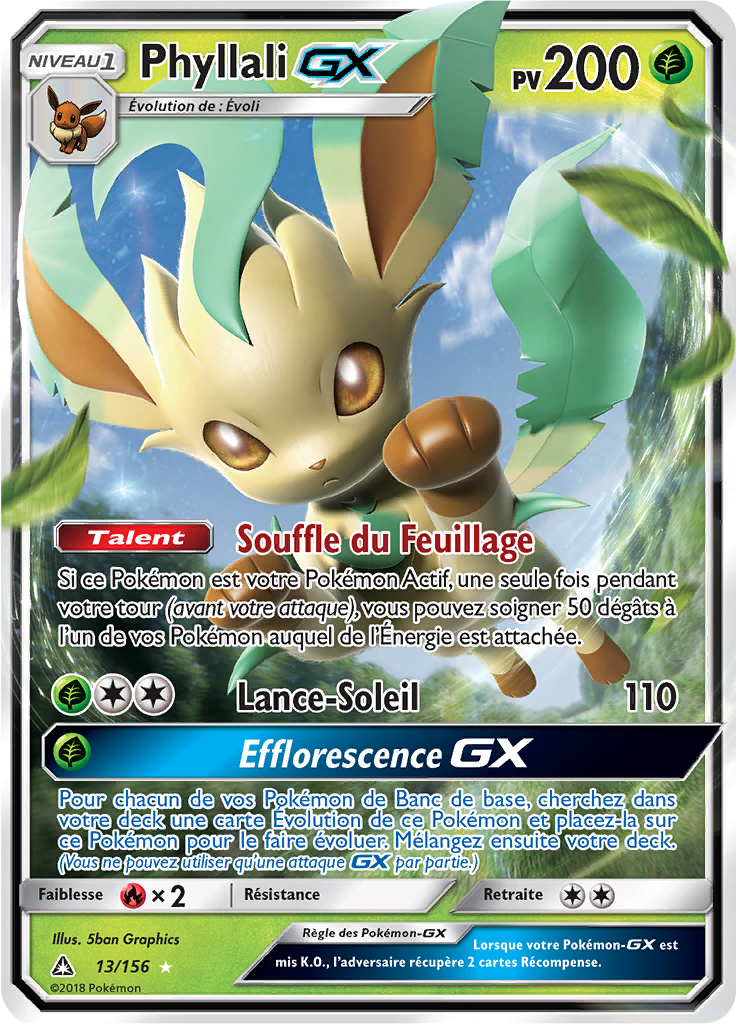 NIVEAU1
Phyllali GX
PV200
Évolution de : Évoli
Talent Souffle du Feuillage
Si ce Pokémon est votre Pokémon Actif, une seule fois pendant
votre tour (avant votre attaque), vous pouvez soigner 50 dégâts à
l'un de vos Pokémon auquel de l'Énergie est attachée.
Lance-Soleil 110
Efflorescence GX
Pour chacun de vos Pokémon de Banc de base, cherchez dans
votre deck une carte Évolution de ce Pokémon et placez-la sur
ce Pokémon pour le faire évoluer. Mélangez ensuite votre deck.
(Vous ne pouvez utiliser qu'une attaque GX par partie.)
Faiblesse × 2 Résistance Retraite
Illus. 5ban Graphics
13/156
©2018 Pokémon
Règle des Pokémon-GX
Lorsque votre Pokémon-GX est
mis K.O., l'adversaire récupère 2 cartes Récompense.